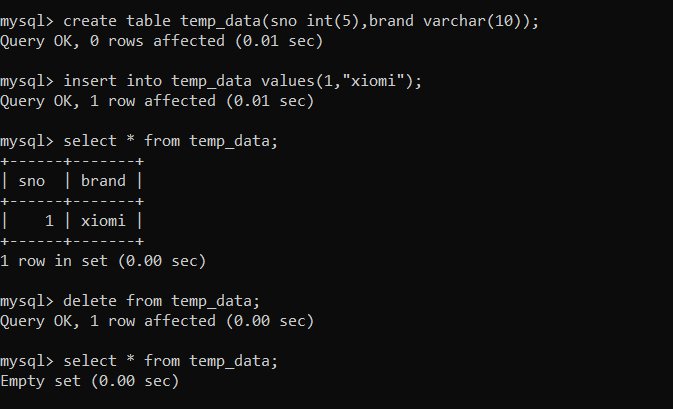 mysql> create table temp_data(sno int(5),brand varchar(10));
Query OK, 0 rows affected (0.01 sec)
mysql> insert into temp_data values(1,"xiomi");
Query OK, 1 row affected (0.01 sec)
mysql> select * from temp_data;
+------+-------+
| sno  | brand |
+------+-------+
|    1 | xiomi |
+------+-------+
1 row in set (0.00 sec)
mysql> delete from temp_data;
Query OK, 1 row affected (0.00 sec)
mysql> select * from temp_data;
Empty set (0.00 sec)